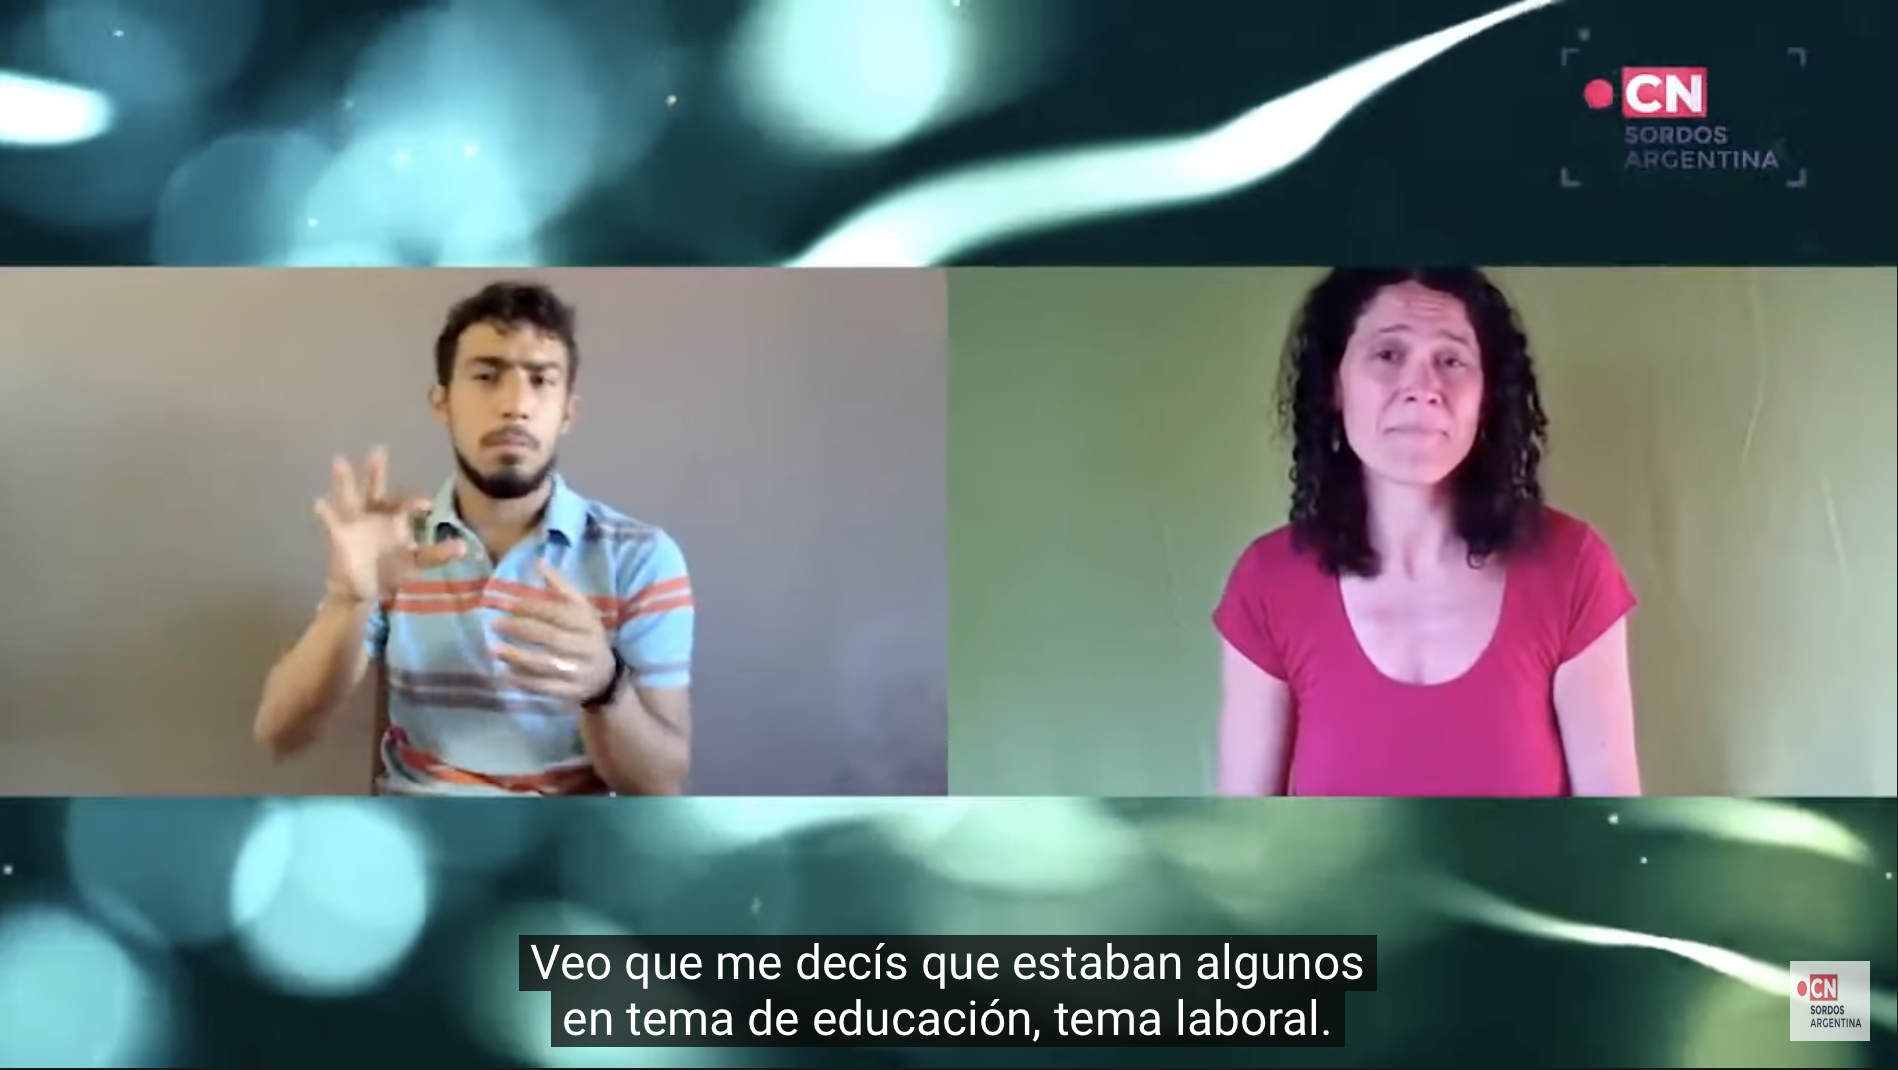 CN
SORDOS
ARGENTINA
Veo que me decís que estaban algunos
en tema de educación, tema laboral.
CN
SORDOS
ARGENTINA